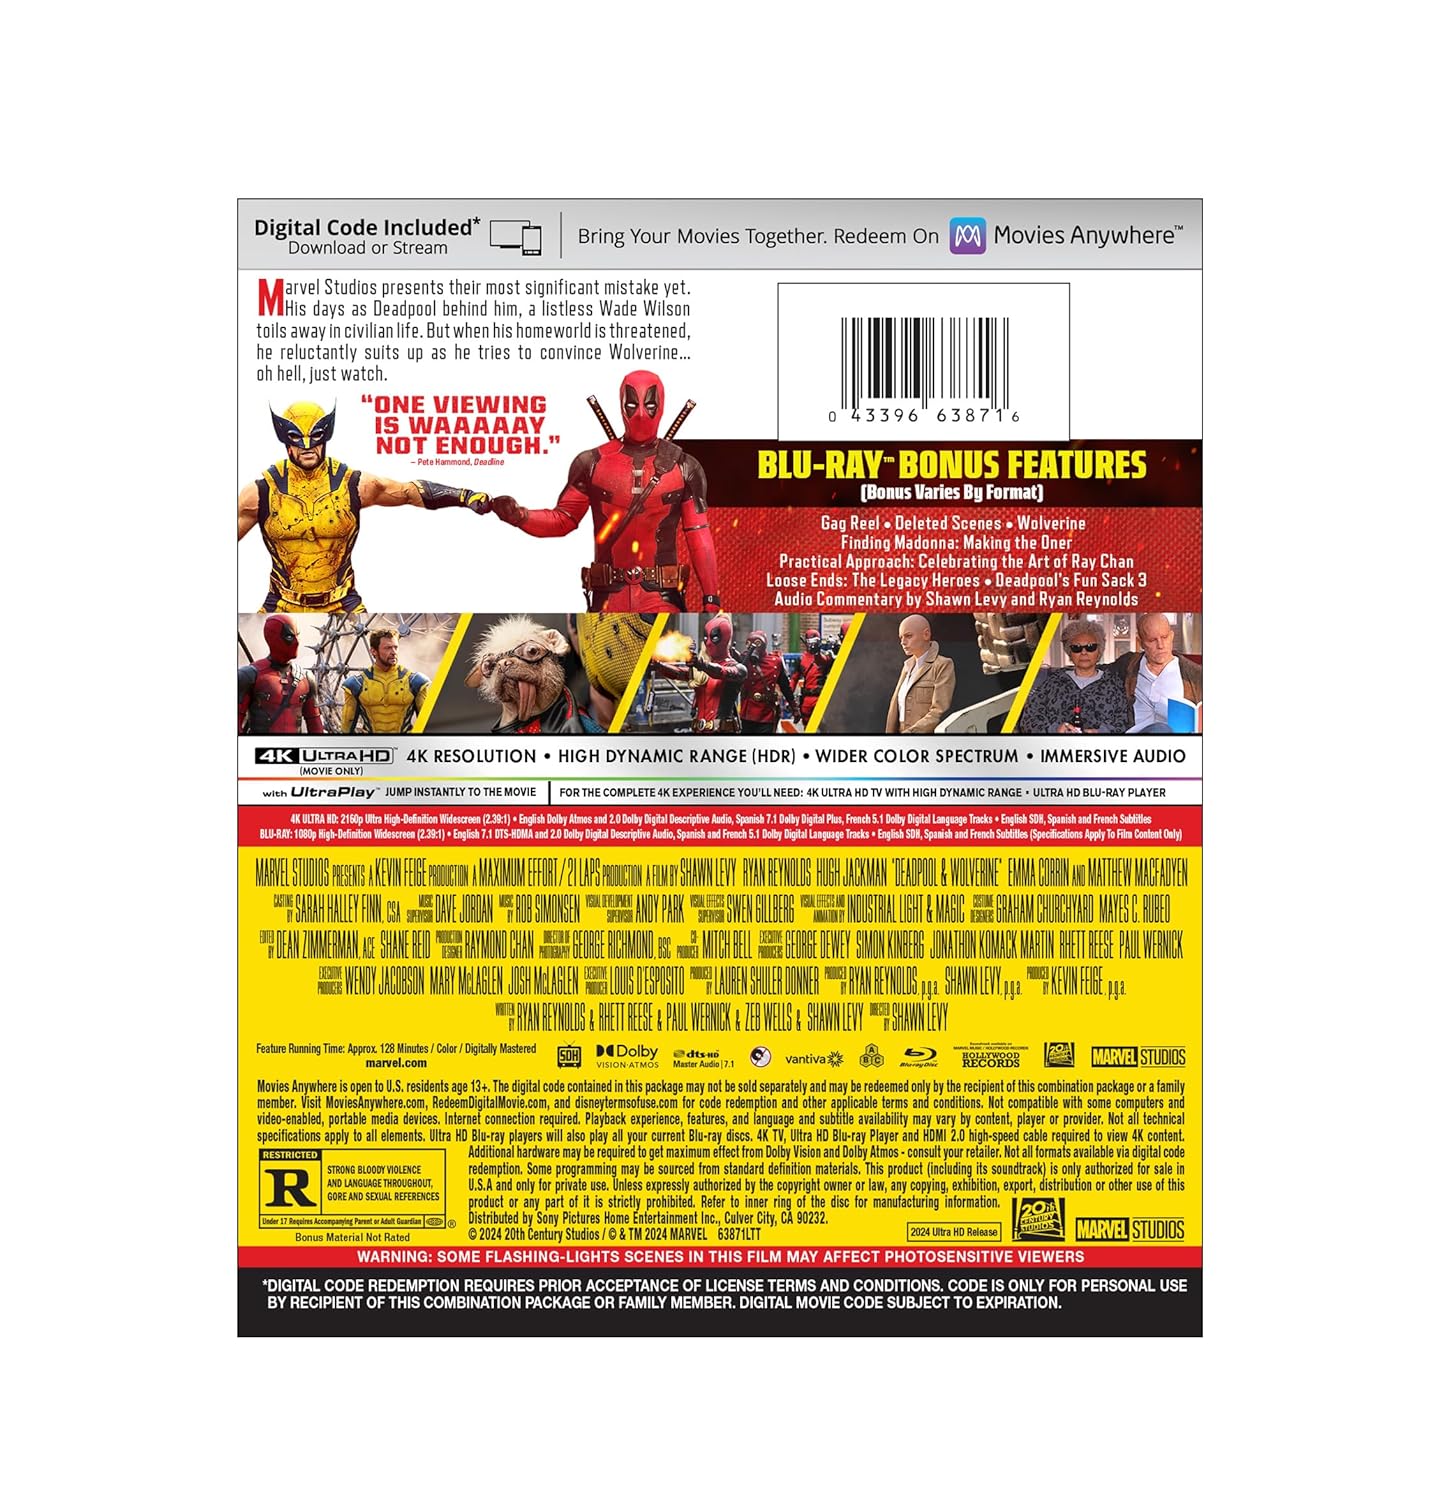 Digital Code Included*
Download or Stream
Bring Your Movies Together. Redeem On Movies Anywhere™
Marvel Studios presents their most significant mistake yet.
His days as Deadpool behind him, a listless Wade Wilson
toils away in civilian life. But when his homeworld is threatened,
he reluctantly suits up as he tries to convince Wolverine...
oh hell, just watch.
“ONE VIEWING
IS WAAAAAY
NOT ENOUGH.”
– Pete Hammond, Deadline
0 43396 63871 6
BLU-RAY™ BONUS FEATURES
(Bonus Varies By Format)
Gag Reel • Deleted Scenes • Wolverine
Finding Madonna: Making the Oner
Practical Approach: Celebrating the Art of Ray Chan
Loose Ends: The Legacy Heroes • Deadpool's Fun Sack 3
Audio Commentary by Shawn Levy and Ryan Reynolds
4K ULTRA HD™ 4K RESOLUTION • HIGH DYNAMIC RANGE (HDR) • WIDER COLOR SPECTRUM • IMMERSIVE AUDIO
(MOVIE ONLY)
with UltraPlay™ JUMP INSTANTLY TO THE MOVIE
FOR THE COMPLETE 4K EXPERIENCE YOU'LL NEED: 4K ULTRA HD TV WITH HIGH DYNAMIC RANGE • ULTRA HD BLU-RAY PLAYER
4K ULTRA HD: 2160p Ultra High-Definition Widescreen (2.39:1) • English Dolby Atmos and 2.0 Dolby Digital Descriptive Audio, Spanish 7.1 Dolby Digital Plus, French 5.1 Dolby Digital Language Tracks • English SDH, Spanish and French Subtitles
BLU-RAY: 1080p High-Definition Widescreen (2.39:1) • English 7.1 DTS-HDMA and 2.0 Dolby Digital Descriptive Audio, Spanish and French 5.1 Dolby Digital Language Tracks • English SDH, Spanish and French Subtitles (Specifications Apply To Film Content Only)
MARVEL STUDIOS PRESENTS A KEVIN FEIGE PRODUCTION A MAXIMUM EFFORT / 21 LAPS PRODUCTION A FILM BY SHAWN LEVY RYAN REYNOLDS HUGH JACKMAN "DEADPOOL & WOLVERINE" EMMA CORRIN AND MATTHEW MACFADYEN
CASTING BY SARAH HALLEY FINN, CSA MUSIC SUPERVISOR DAVE JORDAN MUSIC BY ROB SIMONSEN VISUAL DEVELOPMENT SUPERVISOR ANDY PARK VISUAL EFFECTS SUPERVISOR SWEN GILLBERG VISUAL EFFECTS AND ANIMATION BY INDUSTRIAL LIGHT & MAGIC COSTUME DESIGNERS GRAHAM CHURCHYARD MAYES C. RUBEO
EDITED BY DEAN ZIMMERMAN, ACE SHANE REID PRODUCTION DESIGNER RAYMOND CHAN DIRECTOR OF PHOTOGRAPHY GEORGE RICHMOND, BSC CO-PRODUCER MITCH BELL EXECUTIVE PRODUCERS GEORGE DEWEY SIMON KINBERG JONATHON KOMACK MARTIN RHETT REESE PAUL WERNICK
EXECUTIVE PRODUCERS WENDY JACOBSON MARY McLAGLEN JOSH McLAGLEN EXECUTIVE PRODUCER LOUIS D'ESPOSITO PRODUCED BY LAUREN SHULER DONNER PRODUCED BY RYAN REYNOLDS, p.g.a. SHAWN LEVY, p.g.a. PRODUCED BY KEVIN FEIGE, p.g.a.
WRITTEN BY RYAN REYNOLDS & RHETT REESE & PAUL WERNICK & ZEB WELLS & SHAWN LEVY DIRECTED BY SHAWN LEVY
Feature Running Time: Approx. 128 Minutes / Color / Digitally Mastered
marvel.com
SDH
Dolby
VISION·ATMOS
dts-HD
Master Audio | 7.1
vantiva
ABC
Blu-ray Disc
Soundtrack available on
MARVEL MUSIC / HOLLYWOOD RECORDS
HOLLYWOOD
RECORDS
20th CENTURY STUDIOS
MARVEL STUDIOS
Movies Anywhere is open to U.S. residents age 13+. The digital code contained in this package may not be sold separately and may be redeemed only by the recipient of this combination package or a family
member. Visit MoviesAnywhere.com, RedeemDigitalMovie.com, and disneytermsofuse.com for code redemption and other applicable terms and conditions. Not compatible with some computers and
video-enabled, portable media devices. Internet connection required. Playback experience, features, and language and subtitle availability may vary by content, player or provider. Not all technical
specifications apply to all elements. Ultra HD Blu-ray players will also play all your current Blu-ray discs. 4K TV, Ultra HD Blu-ray Player and HDMI 2.0 high-speed cable required to view 4K content.
Additional hardware may be required to get maximum effect from Dolby Vision and Dolby Atmos - consult your retailer. Not all formats available via digital code
redemption. Some programming may be sourced from standard definition materials. This product (including its soundtrack) is only authorized for sale in
U.S.A and only for private use. Unless expressly authorized by the copyright owner or law, any copying, exhibition, export, distribution or other use of this
product or any part of it is strictly prohibited. Refer to inner ring of the disc for manufacturing information.
Distributed by Sony Pictures Home Entertainment Inc., Culver City, CA 90232.
© 2024 20th Century Studios / © & TM 2024 MARVEL 63871LTT
RESTRICTED
R
STRONG BLOODY VIOLENCE
AND LANGUAGE THROUGHOUT,
GORE AND SEXUAL REFERENCES
Under 17 Requires Accompanying Parent or Adult Guardian ®
Bonus Material Not Rated
2024 Ultra HD Release
20th CENTURY STUDIOS
MARVEL STUDIOS
WARNING: SOME FLASHING-LIGHTS SCENES IN THIS FILM MAY AFFECT PHOTOSENSITIVE VIEWERS
*DIGITAL CODE REDEMPTION REQUIRES PRIOR ACCEPTANCE OF LICENSE TERMS AND CONDITIONS. CODE IS ONLY FOR PERSONAL USE
BY RECIPIENT OF THIS COMBINATION PACKAGE OR FAMILY MEMBER. DIGITAL MOVIE CODE SUBJECT TO EXPIRATION.